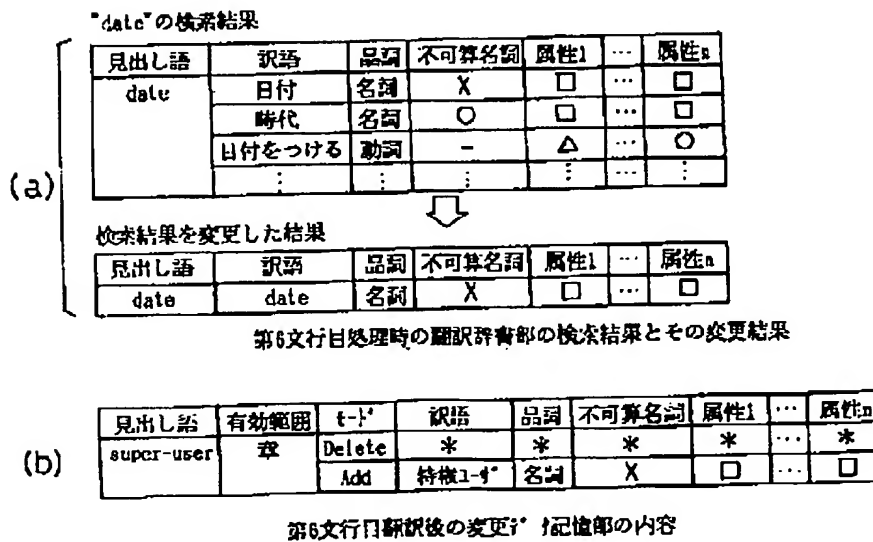 "date"の検索結果
見出し語 訳語 品詞 不可算名詞 属性1 … 属性n
date 日付 名詞 X □ … □
時代 名詞 ○ □ … □
日付をつける 動詞 - △ … ○
⋮ ⋮ ⋮ ⋮ ⋮
(a)
検索結果を変更した結果
見出し語 訳語 品詞 不可算名詞 属性1 … 属性n
date date 名詞 X □ … □
第6文行目処理時の翻訳辞書部の検索結果とその変更結果
見出し語 有効範囲 モード 訳語 品詞 不可算名詞 属性1 … 属性n
super-user 章 Delete * * * * … *
(b)
Add 特権ユーザ 名詞 X □ … □
第6文行目翻訳後の変更データ記憶部の内容